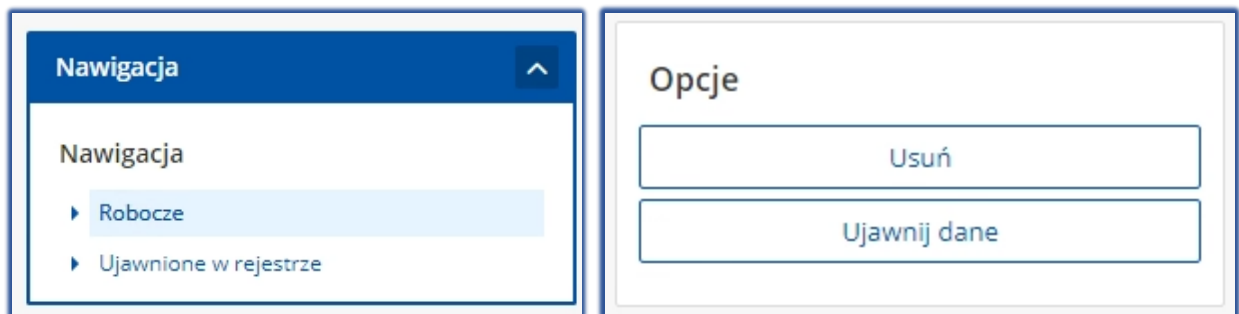 Nawigacja
Nawigacja
Robocze
Ujawnione w rejestrze
Opcje
Usuń
Ujawnij dane